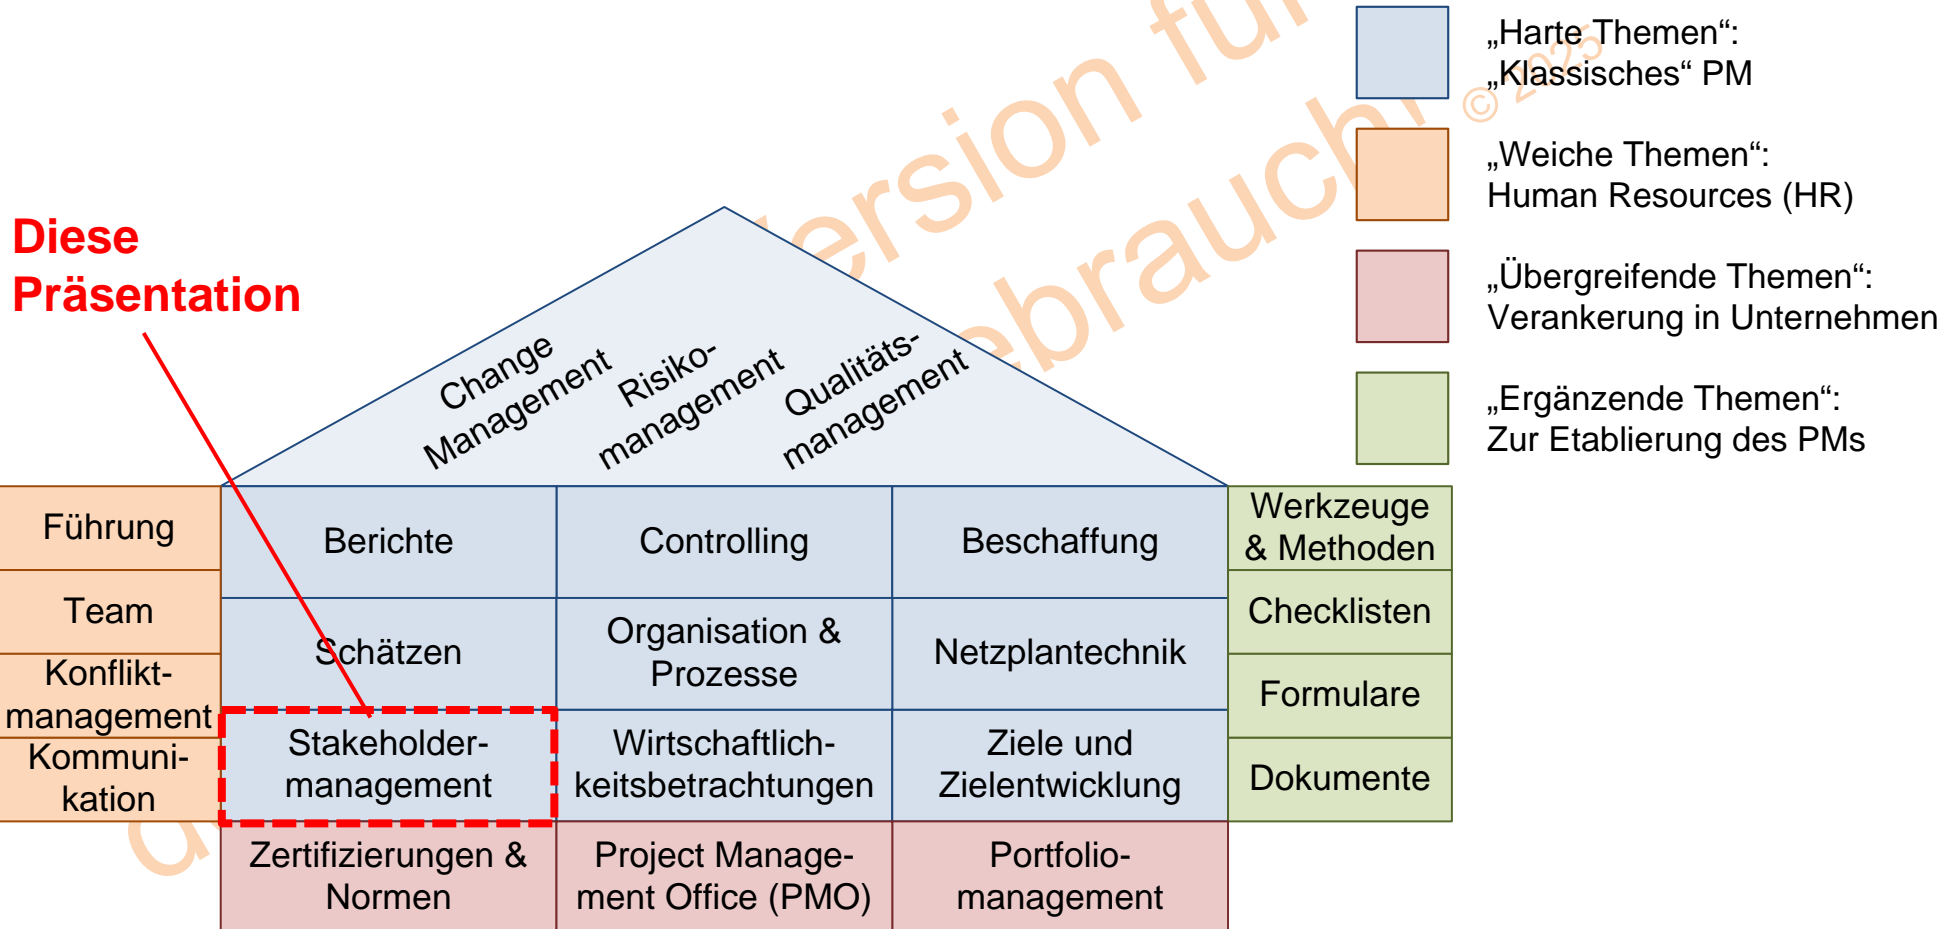 „Harte Themen“:
„Klassisches“ PM
© 2025
„Weiche Themen“:
Human Resources (HR)
„Übergreifende Themen“:
Verankerung in Unternehmen
„Ergänzende Themen“:
Zur Etablierung des PMs
Diese
Präsentation
Change
Management
Risiko-
management
Qualitäts-
management
Führung
Team
Konflikt-
management
Kommuni-
kation
Berichte
Controlling
Beschaffung
Schätzen
Organisation &
Prozesse
Netzplantechnik
Stakeholder-
management
Wirtschaftlich-
keitsbetrachtungen
Ziele und
Zielentwicklung
Zertifizierungen &
Normen
Project Manage-
ment Office (PMO)
Portfolio-
management
Werkzeuge
& Methoden
Checklisten
Formulare
Dokumente